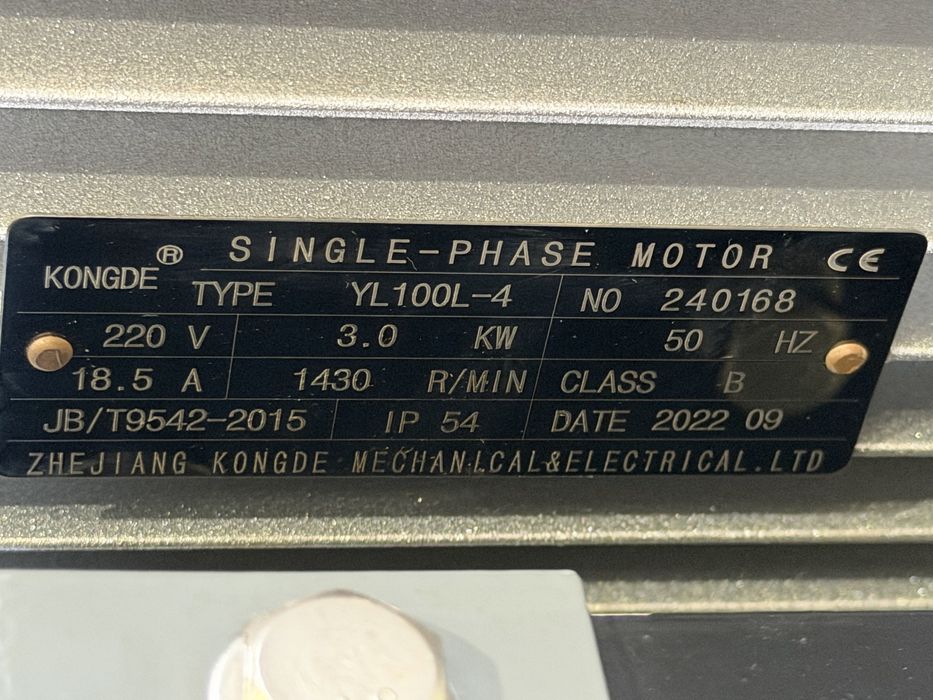 ® SINGLE-PHASE MOTOR CE
KONGDE TYPE YL100L-4 NO 240168
220 V 3.0 KW 50 HZ
18.5 A 1430 R/MIN CLASS B
JB/T9542-2015 IP 54 DATE 2022 09
ZHEJIANG KONGDE MECHANLCAL&ELECTRICAL.LTD